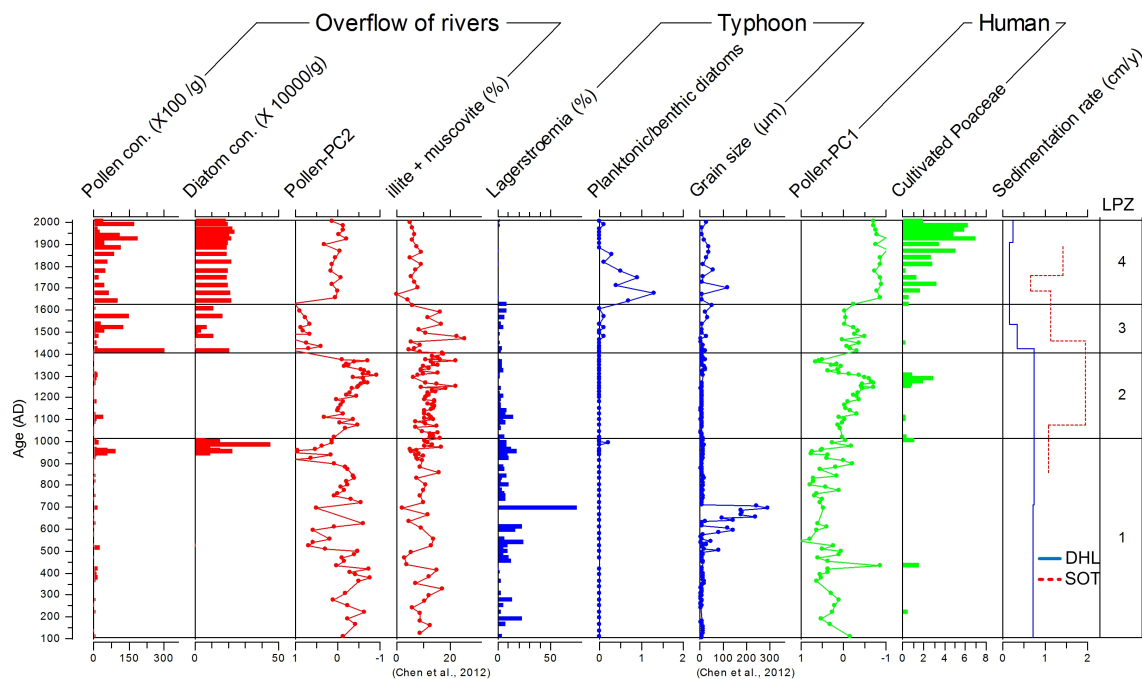 Overflow of rivers
Typhoon
Human
Pollen con. (X100 /g)
Diatom con. (X 10000/g)
Pollen-PC2
illite + muscovite (%)
Lagerstroemia (%)
Planktonic/benthic diatoms
Grain size (μm)
Pollen-PC1
Cultivated Poaceae
Sedimentation rate (cm/y)
LPZ
Age (AD)
2000
1900
1800
1700
1600
1500
1400
1300
1200
1100
1000
900
800
700
600
500
400
300
200
100
4
3
2
1
DHL
SOT
0 150 300
0 50
1 0 -1
0 20
0 50
0 1 2
0 100 200 300
1 0 -1
0 2 4 6 8
0 1 2
(Chen et al., 2012)
(Chen et al., 2012)